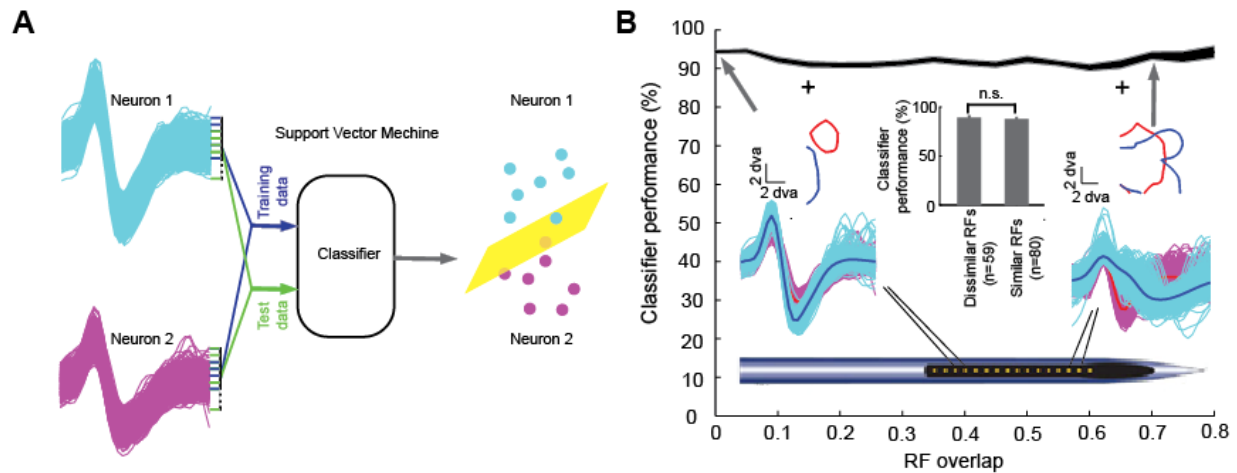 A
Neuron 1
Support Vector Mechine
Training
data
Classifier
Test
data
Neuron 2
Neuron 1
Neuron 2
B
Classifier performance (%)
100
90
80
70
60
50
40
30
20
10
0
0
0.1
0.2
0.3
0.4
0.5
0.6
0.7
0.8
RF overlap
+
+
2 dva
2 dva
Classifier
performance (%)
100
50
0
n.s.
Dissimilar RFs
(n=59)
Similar RFs
(n=80)
2 dva
2 dva